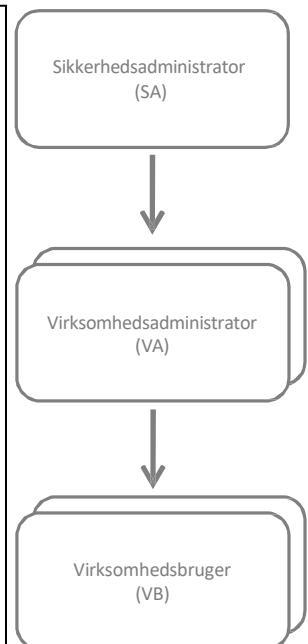 Sikkerhedsadministrator
(SA)
Virksomhedsadministrator
(VA)
Virksomhedsbruger
(VB)